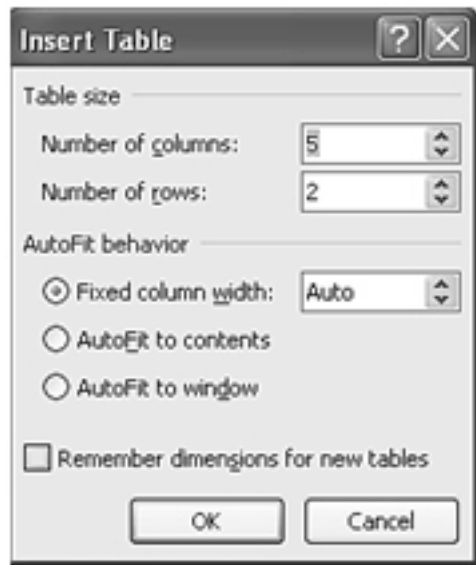 Insert Table ?
Table size
Number of columns: 5
Number of rows: 2
AutoFit behavior
Fixed column width: Auto
AutoFit to contents
AutoFit to window
Remember dimensions for new tables
OK Cancel